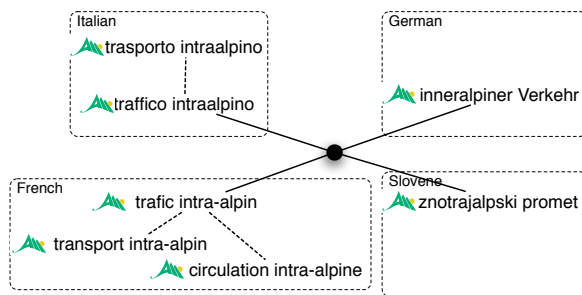 Italian
trasporto intraalpino
traffico intraalpino
German
inneralpiner Verkehr
French
trafic intra-alpin
transport intra-alpin
circulation intra-alpine
Slovene
znotrajalpski promet